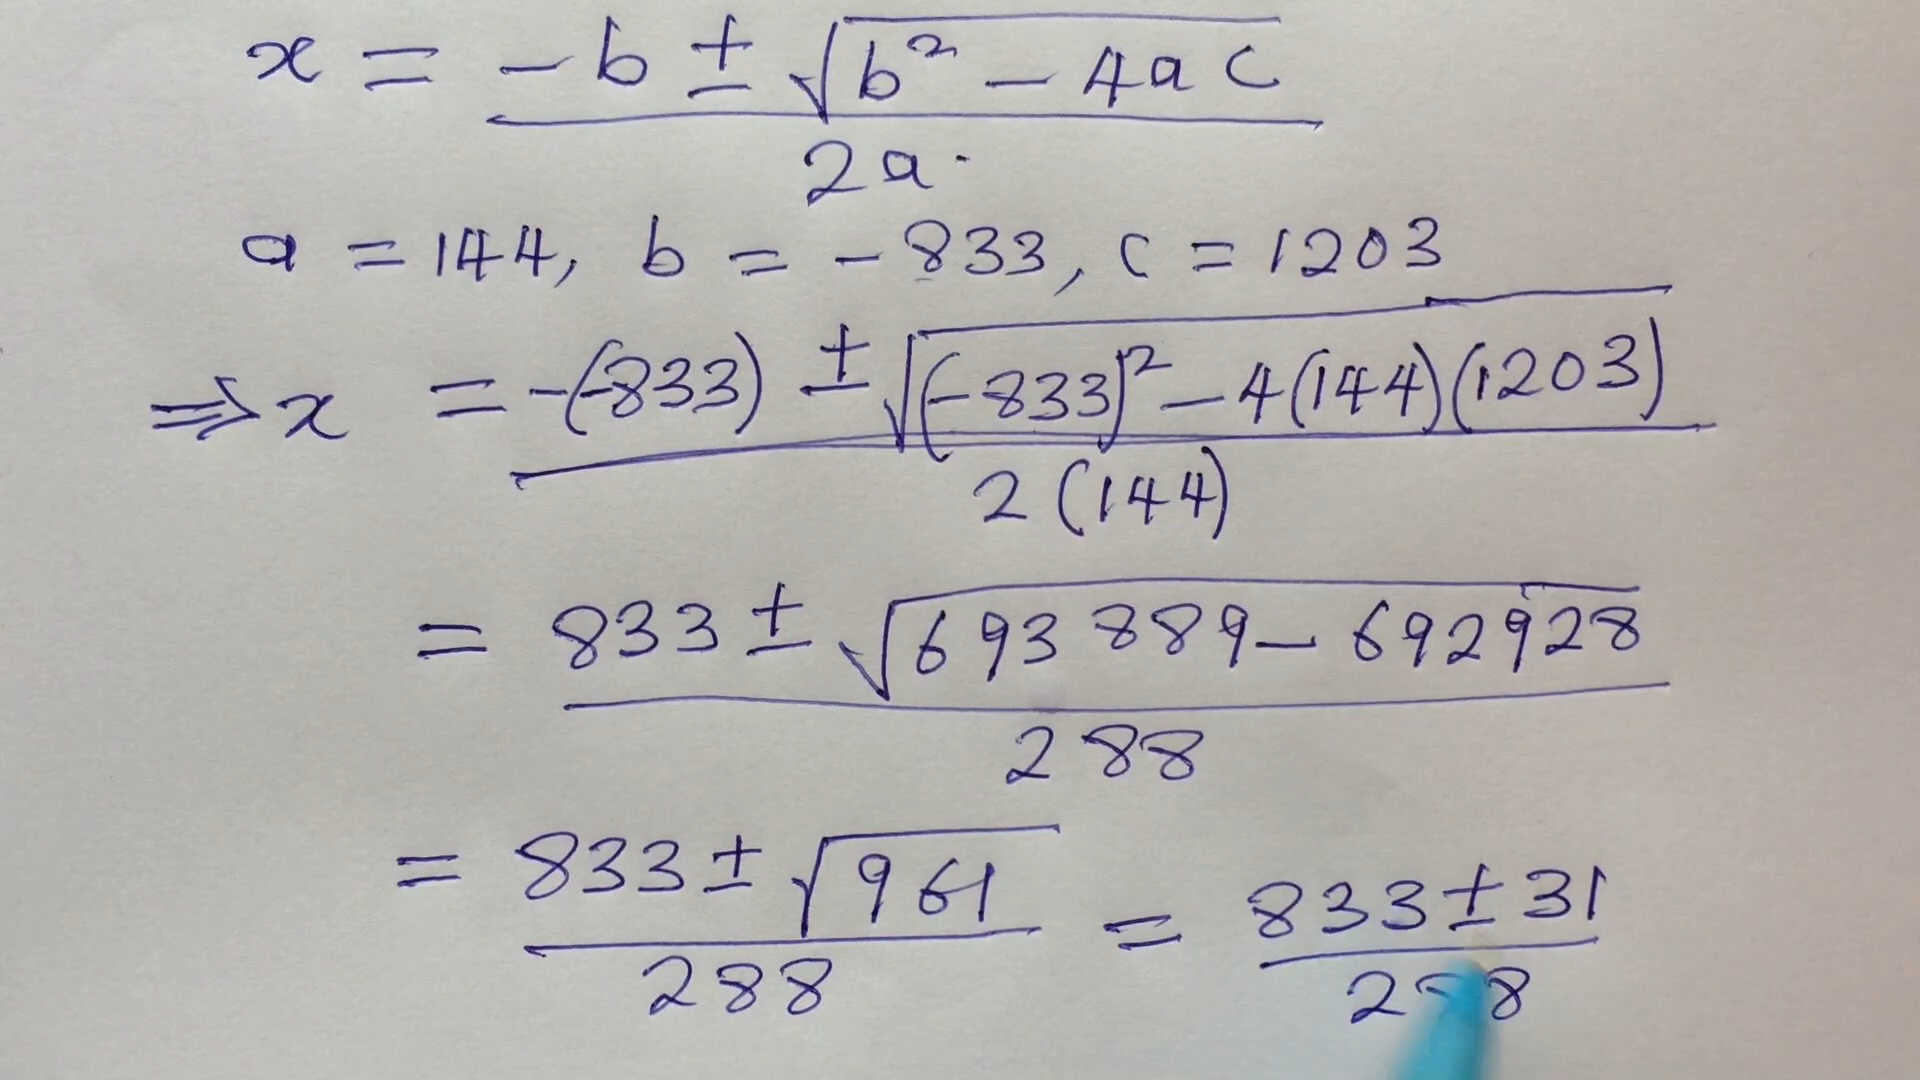 x = -b ± √(b² - 4ac) / 2a.
a = 144, b = -833, c = 1203
⇒ x = -(-833) ± √((-833)² - 4(144)(1203)) / 2(144)
= 833 ± √(693889 - 692928) / 288
= 833 ± √961 / 288 = 833 ± 31 / 288